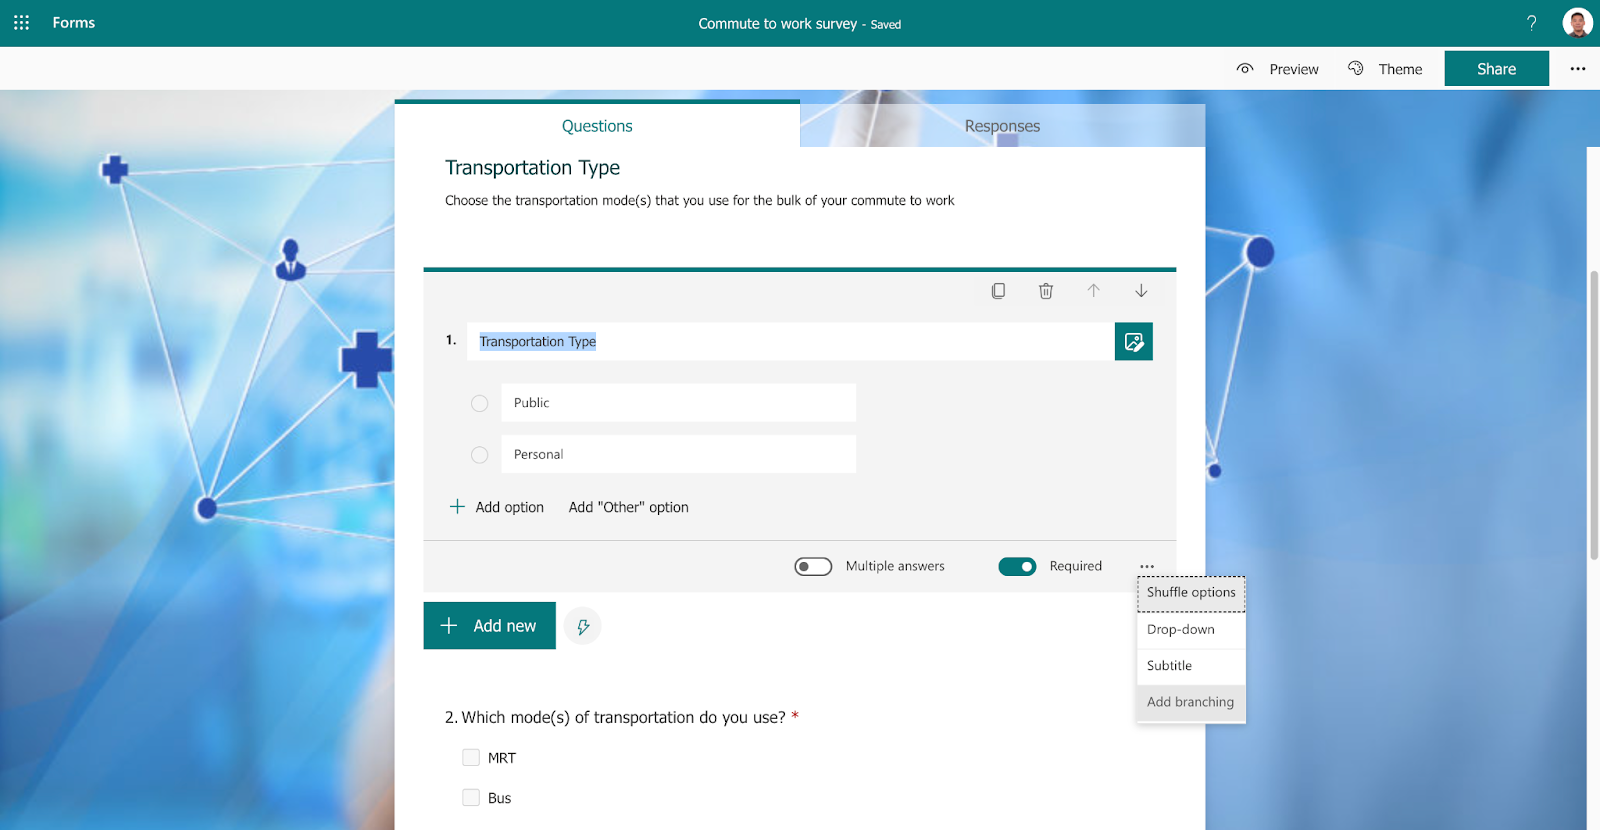 Forms
Commute to work survey - Saved
?
Preview
Theme
Share
Questions
Responses
Transportation Type
Choose the transportation mode(s) that you use for the bulk of your commute to work
1.
Transportation Type
Public
Personal
Add option
Add "Other" option
Multiple answers
Required
Shuffle options
Drop-down
Subtitle
Add branching
Add new
2. Which mode(s) of transportation do you use? *
MRT
Bus